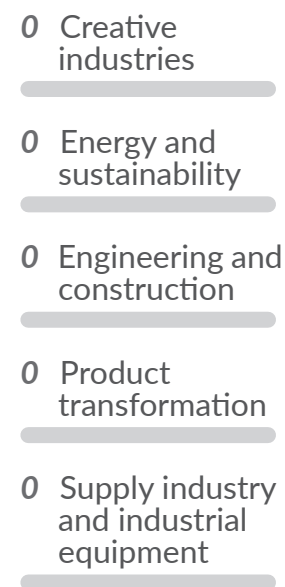 0 Creative
industries
0 Energy and
sustainability
0 Engineering and
construction
0 Product
transformation
0 Supply industry
and industrial
equipment